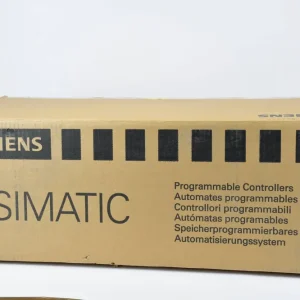 IENS
SIMATIC
Programmable Controllers
Automates programmables
Controllori programmabili
Autómatas programables
Speicherprogrammierbares
Automatisierungssystem